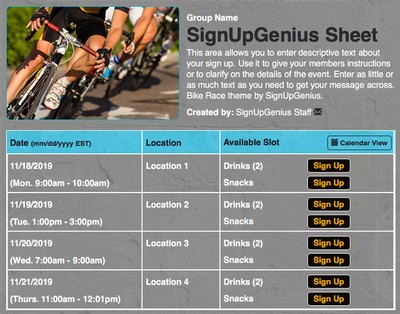 Group Name
SignUpGenius Sheet
This area allows you to enter descriptive text about
your sign up. Use it to give your members instructions
or to clarify on the details of the event. Enter as little or
as much text as you need to get your message across.
Bike Race theme by SignUpGenius.
Created by: SignUpGenius Staff
Date (mm/dd/yyyy EST) Location Available Slot Calendar View
11/18/2019 Location 1 Drinks (2) Sign Up
(Mon. 9:00am - 10:00am) Snacks Sign Up
11/19/2019 Location 2 Drinks (2) Sign Up
(Tue. 1:00pm - 3:00pm) Snacks Sign Up
11/20/2019 Location 3 Drinks (2) Sign Up
(Wed. 7:00am - 9:00am) Snacks Sign Up
11/21/2019 Location 4 Drinks (2) Sign Up
(Thurs. 11:00am - 12:01pm) Snacks Sign Up